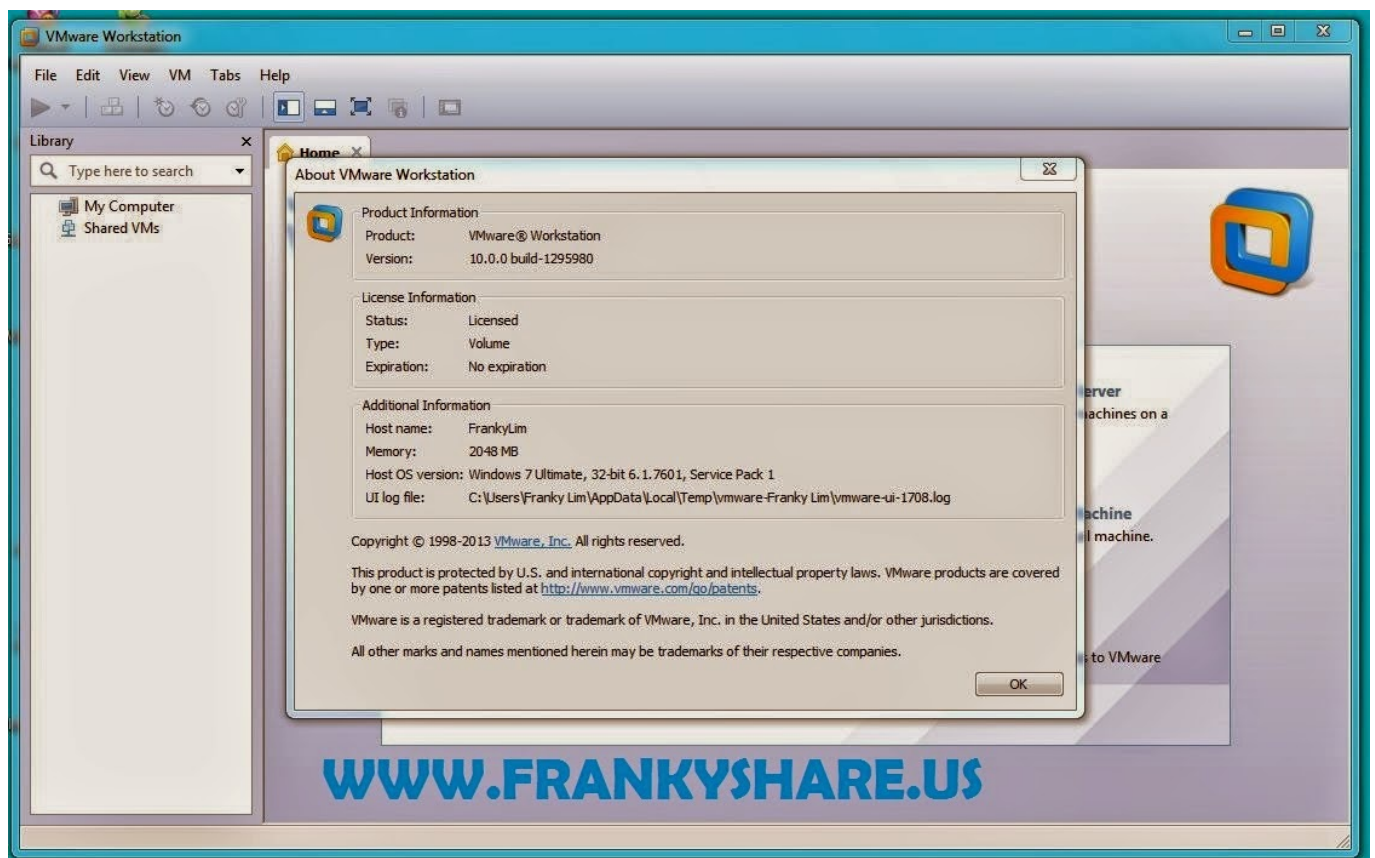 VMware Workstation
File Edit View VM Tabs Help
Library
Type here to search
My Computer
Shared VMs
Home
About VMware Workstation
Product Information
Product: VMware® Workstation
Version: 10.0.0 build-1295980
License Information
Status: Licensed
Type: Volume
Expiration: No expiration
Additional Information
Host name: FrankyLim
Memory: 2048 MB
Host OS version: Windows 7 Ultimate, 32-bit 6.1.7601, Service Pack 1
UI log file: C:\Users\Franky Lim\AppData\Local\Temp\vmware-Franky Lim\vmware-ui-1708.log
Copyright © 1998-2013 VMware, Inc. All rights reserved.
This product is protected by U.S. and international copyright and intellectual property laws. VMware products are covered
by one or more patents listed at http://www.vmware.com/go/patents.
VMware is a registered trademark or trademark of VMware, Inc. in the United States and/or other jurisdictions.
All other marks and names mentioned herein may be trademarks of their respective companies.
OK
erver
achines on a
achine
l machine.
s to VMware
WWW.FRANKYSHARE.US